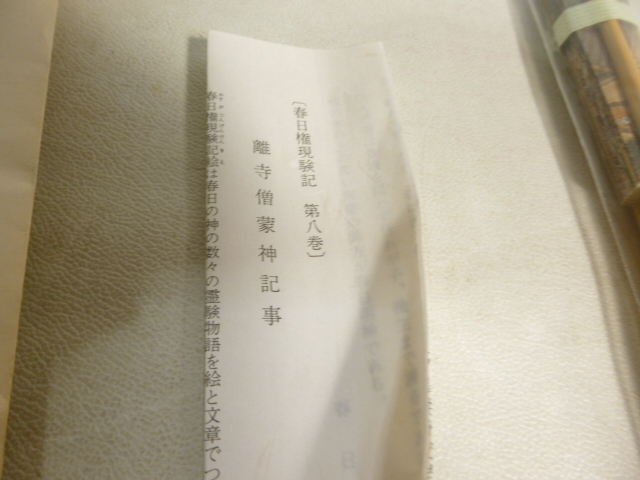 〔春日権現験記　第八巻〕
離寺僧蒙神記事
春日権現験記絵は春日の神の数々の霊験物語を絵と文章でつ